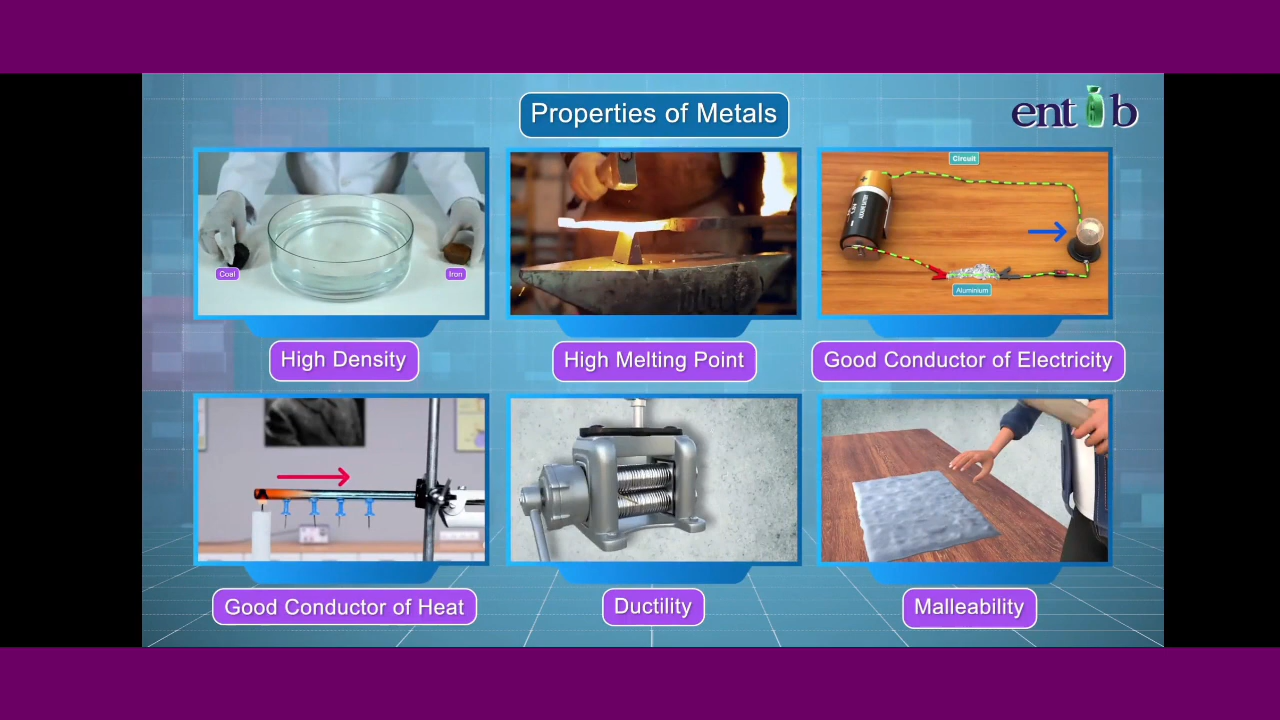 Properties of Metals
ent b
Coal
Iron
Circuit
Aluminium
High Density
High Melting Point
Good Conductor of Electricity
Good Conductor of Heat
Ductility
Malleability